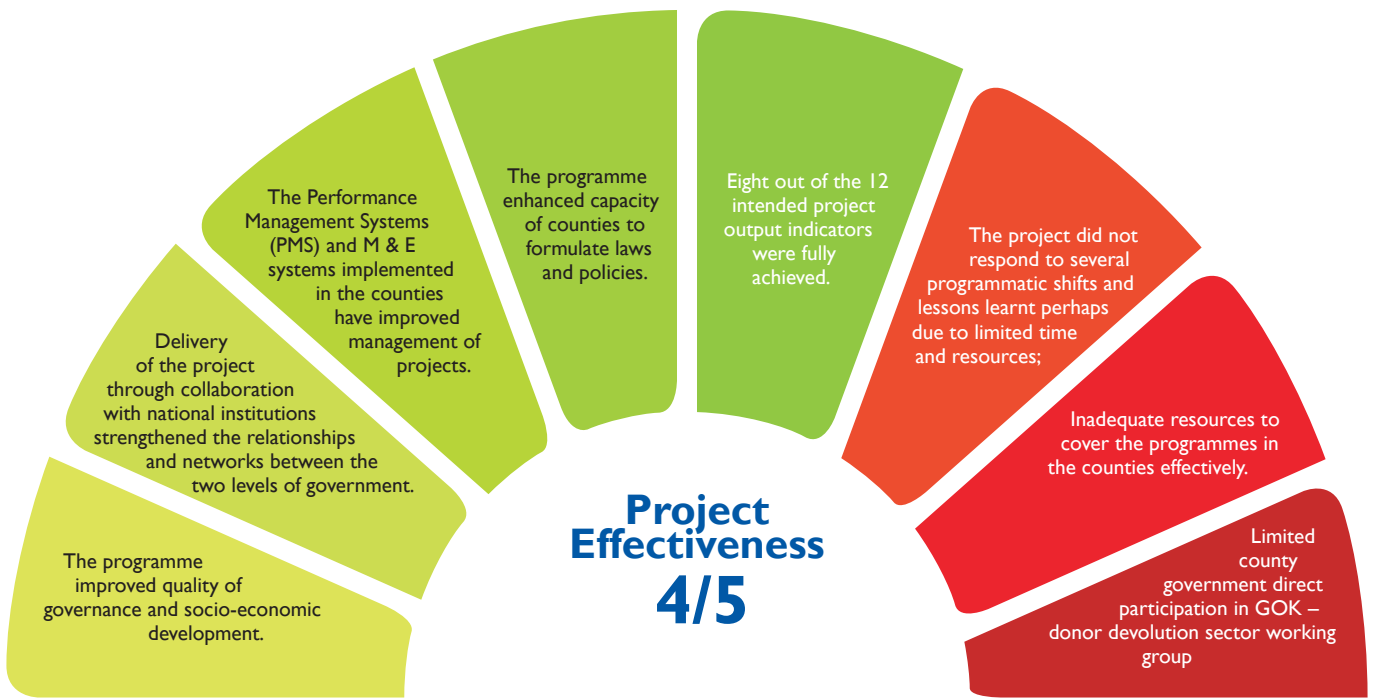 The programme
improved quality of
governance and socio-economic
development.
Delivery
of the project
through collaboration
with national institutions
strengthened the relationships
and networks between the
two levels of government.
The Performance
Management Systems
(PMS) and M & E
systems implemented
in the counties
have improved
management of
projects.
The programme
enhanced capacity
of counties to
formulate laws
and policies.
Eight out of the 12
intended project
output indicators
were fully
achieved.
The project did not
respond to several
programmatic shifts and
lessons learnt perhaps
due to limited time
and resources;
Inadequate resources to
cover the programmes in
the counties effectively.
Limited
county
government direct
participation in GOK –
donor devolution sector working
group
Project
Effectiveness
4/5